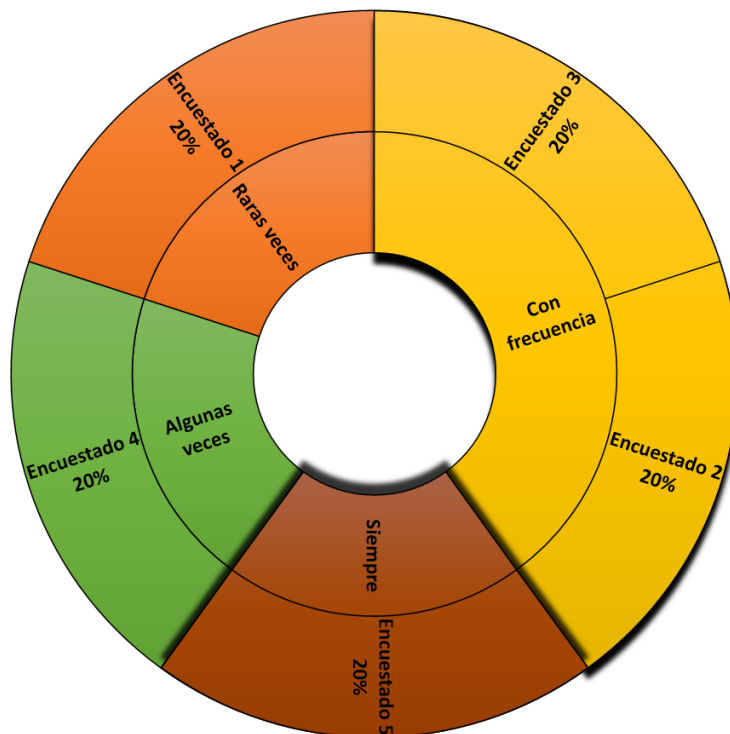 Encuestado 3
20%
Con
frecuencia
Encuestado 2
20%
Siempre
Encuestado 5
20%
Algunas
veces
Encuestado 4
20%
Raras veces
Encuestado 1
20%